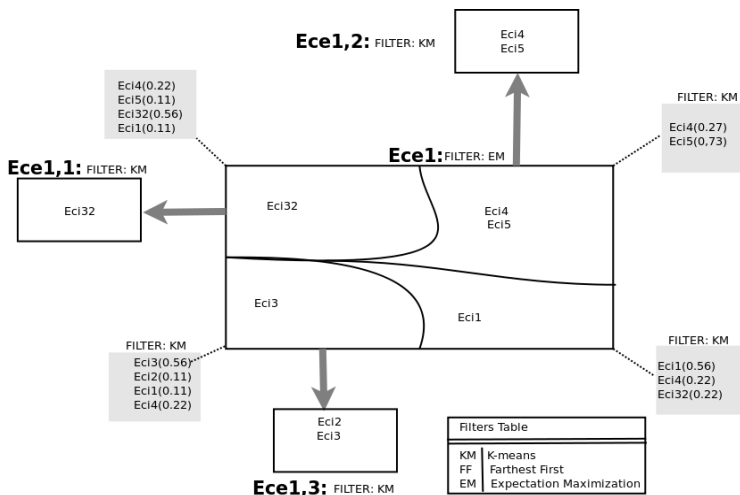 Ece1,2: FILTER: KM
Eci4
Eci5
Eci4(0.22)
Eci5(0.11)
Eci32(0.56)
Eci1(0.11)
FILTER: KM
Eci4(0.27)
Eci5(0,73)
Ece1: FILTER: EM
Ece1,1: FILTER: KM
Eci32
Eci32
Eci4
Eci5
Eci3
Eci1
FILTER: KM
Eci3(0.56)
Eci2(0.11)
Eci1(0.11)
Eci4(0.22)
FILTER: KM
Eci1(0.56)
Eci4(0.22)
Eci32(0.22)
Eci2
Eci3
Ece1,3: FILTER: KM
Filters Table
KM K-means
FF Farthest First
EM Expectation Maximization